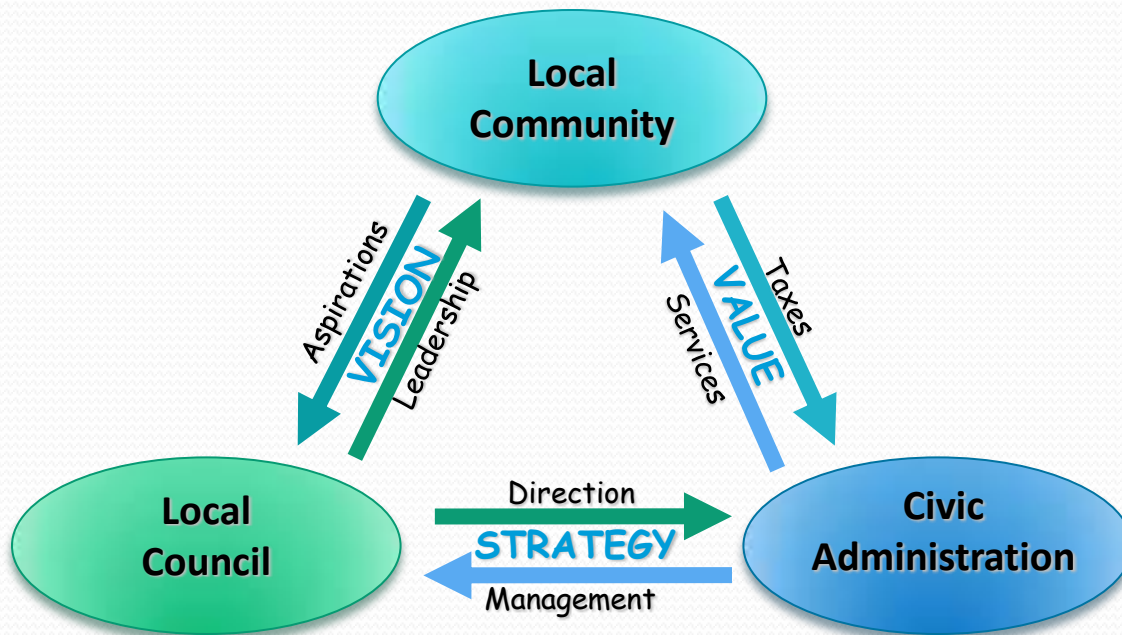 Local
Community
Aspirations
VISION
Leadership
Services
VALUE
Taxes
Local
Council
Direction
STRATEGY
Management
Civic
Administration